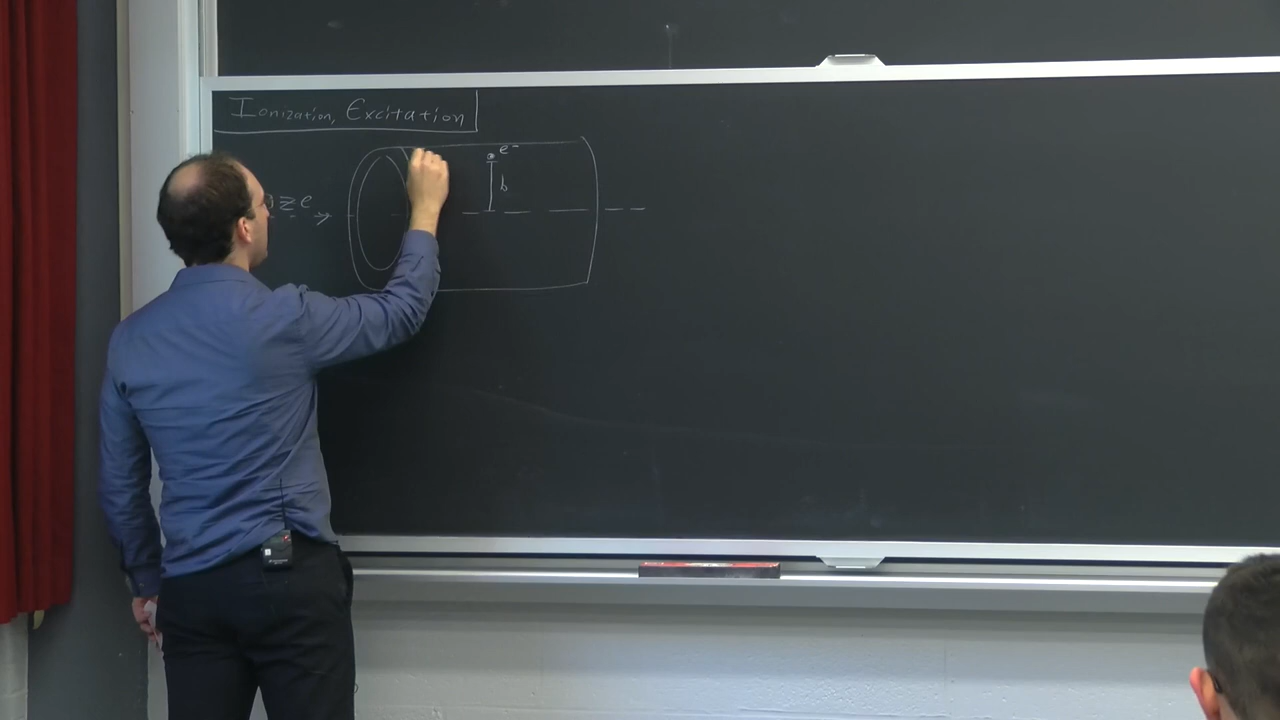 Ionization, Excitation
e⁻
b
ze